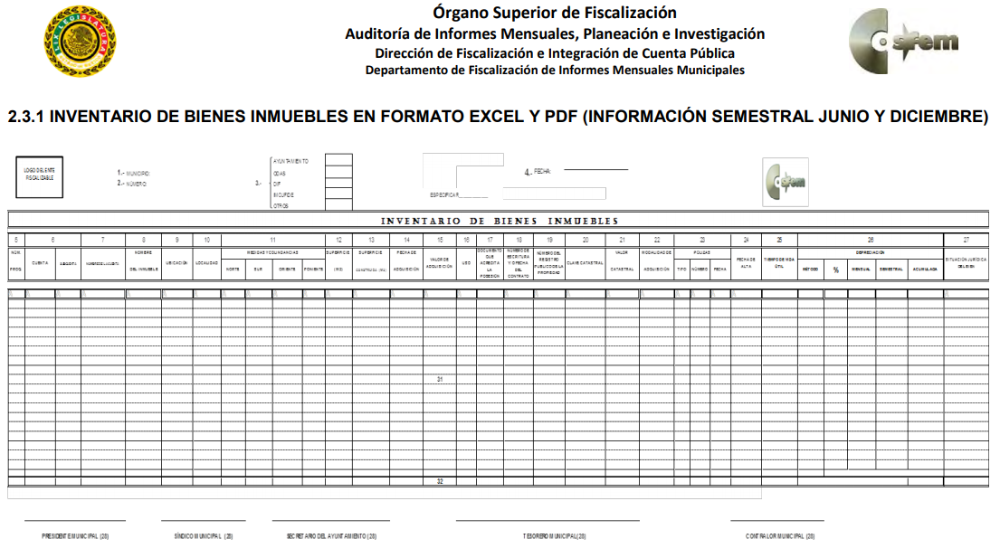 Órgano Superior de Fiscalización
Auditoría de Informes Mensuales, Planeación e Investigación
Dirección de Fiscalización e Integración de Cuenta Pública
Departamento de Fiscalización de Informes Mensuales Municipales
LIX LEGISLATURA
osfem
2.3.1 INVENTARIO DE BIENES INMUEBLES EN FORMATO EXCEL Y PDF (INFORMACIÓN SEMESTRAL JUNIO Y DICIEMBRE)
LOGO DEL ENTE FISCALIZABLE
1.- MUNICIPIO:
2.- NÚMERO:
3.-
AYUNTAMIENTO
ODAS
DIF
IMCUFIDE
OTROS
ESPECIFICAR
4.- FECHA:
osfem
INVENTARIO DE BIENES INMUEBLES
5 6 7 8 9 10 11 12 13 14 15 16 17 18 19 20 21 22 23 24 25 26 27
NÚM. PROG.
CUENTA
SUBCUENTA
NOMBRE DE LA CUENTA
NOMBRE DEL INMUEBLE
UBICACIÓN
LOCALIDAD
MEDIDAS Y COLINDANCIAS
NORTE SUR ORIENTE PONIENTE
SUPERFICIE (M2)
SUPERFICIE CONSTRUIDA (M2)
FECHA DE ADQUISICIÓN
VALOR DE ADQUISICIÓN
USO
DOCUMENTO QUE ACREDITA LA POSESIÓN
NÚMERO DE ESCRITURA Y/O FECHA DEL CONTRATO
NÚMERO DEL REGISTRO PÚBLICO DE LA PROPIEDAD
CLAVE CATASTRAL
VALOR CATASTRAL
MODALIDAD DE ADQUISICIÓN
PÓLIZAS
TIPO NÚMERO FECHA
FECHA DE ALTA
TIEMPO DE VIDA ÚTIL
DEPRECIACIÓN
MÉTODO % MENSUAL SEMESTRAL ACUMULADA
SITUACIÓN JURÍDICA DEL BIEN
31
32
PRESIDENTE MUNICIPAL (28)
SÍNDICO MUNICIPAL (28)
SECRETARIO DEL AYUNTAMIENTO (28)
TESORERO MUNICIPAL (28)
CONTRALOR MUNICIPAL (28)